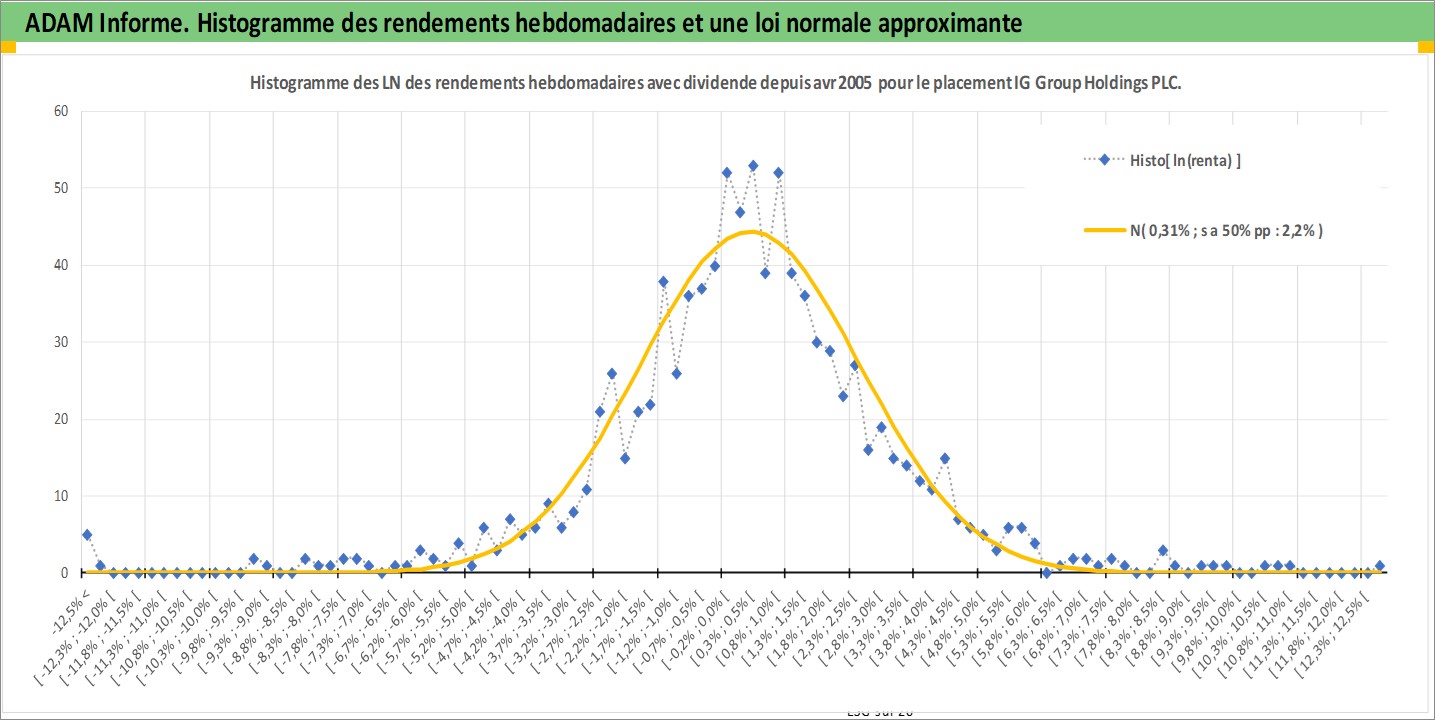 ADAM Informe. Histogramme des rendements hebdomadaires et une loi normale approximante
Histogramme des LN des rendements hebdomadaires avec dividende depuis avr 2005 pour le placement IG Group Holdings PLC.
60
50
40
30
20
10
0
Histo[ ln(renta) ]
N( 0,31% ; s a 50% pp : 2,2% )
-12,5% <
[ -12,3% ; -12,0% [
[ -11,8% ; -11,5% [
[ -11,3% ; -11,0% [
[ -10,8% ; -10,5% [
[ -10,3% ; -10,0% [
[ -9,8% ; -9,5% [
[ -9,3% ; -9,0% [
[ -8,8% ; -8,5% [
[ -8,3% ; -8,0% [
[ -7,8% ; -7,5% [
[ -7,3% ; -7,0% [
[ -6,7% ; -6,5% [
[ -6,2% ; -6,0% [
[ -5,7% ; -5,5% [
[ -5,2% ; -5,0% [
[ -4,7% ; -4,5% [
[ -4,2% ; -4,0% [
[ -3,7% ; -3,5% [
[ -3,2% ; -3,0% [
[ -2,7% ; -2,5% [
[ -2,2% ; -2,0% [
[ -1,7% ; -1,5% [
[ -1,2% ; -1,0% [
[ -0,7% ; -0,5% [
[ -0,2% ; 0,0% [
[ 0,3% ; 0,5% [
[ 0,8% ; 1,0% [
[ 1,3% ; 1,5% [
[ 1,8% ; 2,0% [
[ 2,3% ; 2,5% [
[ 2,8% ; 3,0% [
[ 3,3% ; 3,5% [
[ 3,8% ; 4,0% [
[ 4,3% ; 4,5% [
[ 4,8% ; 5,0% [
[ 5,3% ; 5,5% [
[ 5,8% ; 6,0% [
[ 6,3% ; 6,5% [
[ 6,8% ; 7,0% [
[ 7,3% ; 7,5% [
[ 7,8% ; 8,0% [
[ 8,3% ; 8,5% [
[ 8,8% ; 9,0% [
[ 9,3% ; 9,5% [
[ 9,8% ; 10,0% [
[ 10,3% ; 10,5% [
[ 10,8% ; 11,0% [
[ 11,3% ; 11,5% [
[ 11,8% ; 12,0% [
[ 12,3% ; 12,5% [